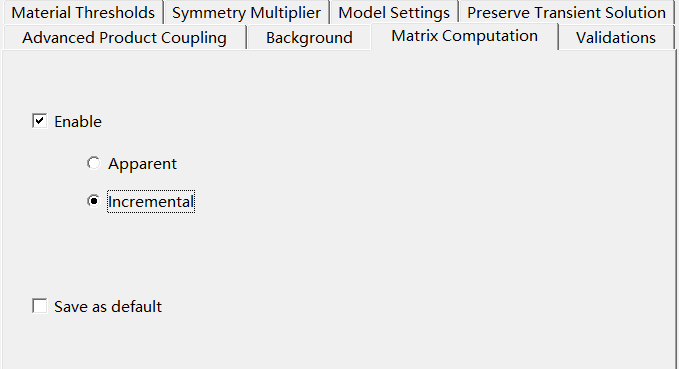 Material Thresholds Symmetry Multiplier Model Settings Preserve Transient Solution
Advanced Product Coupling Background Matrix Computation Validations
Enable
Apparent
Incremental
Save as default